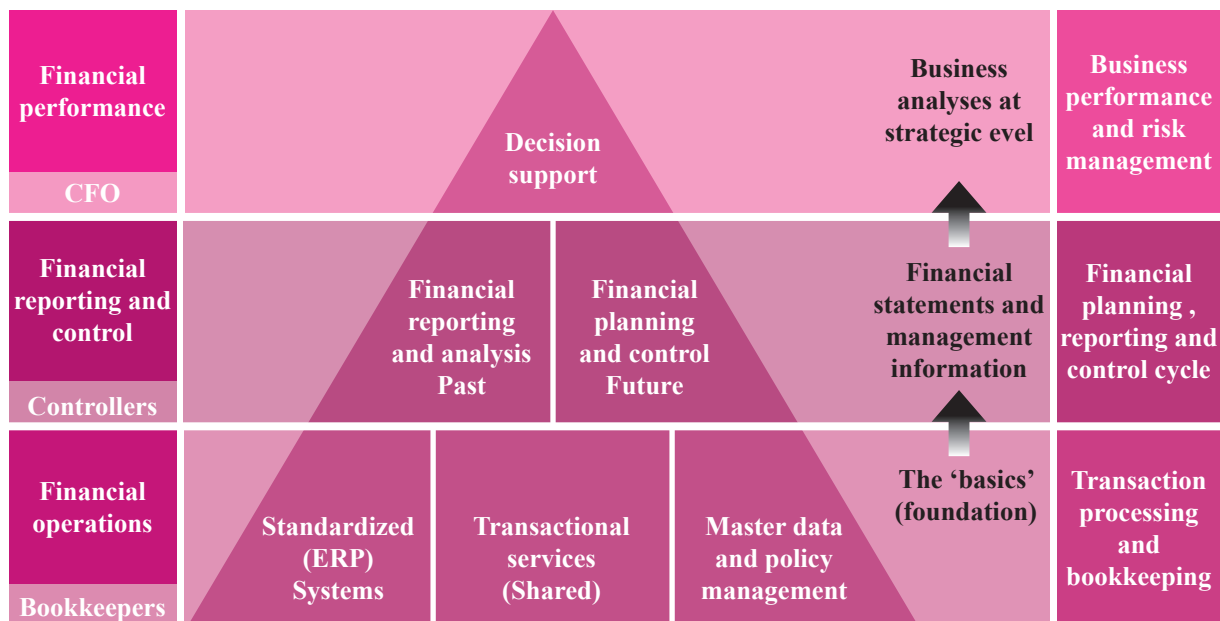 Financial
performance
CFO
Decision
support
Business
analyses at
strategic evel
Business
performance
and risk
management
Financial
reporting and
control
Controllers
Financial
reporting
and analysis
Past
Financial
planning
and control
Future
Financial
statements and
management
information
Financial
planning ,
reporting and
control cycle
Financial
operations
Bookkeepers
Standardized
(ERP)
Systems
Transactional
services
(Shared)
Master data
and policy
management
The ‘basics’
(foundation)
Transaction
processing
and
bookkeeping